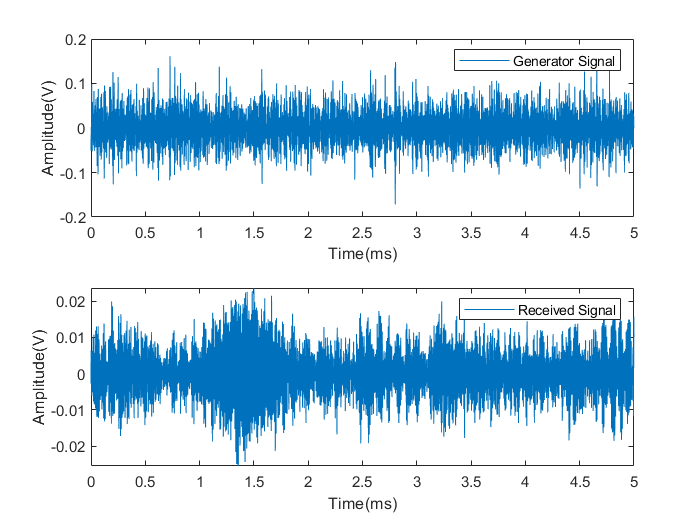 Generator Signal
Amplitude(V)
0.2
0.1
0
-0.1
-0.2
0 0.5 1 1.5 2 2.5 3 3.5 4 4.5 5
Time(ms)
Received Signal
Amplitude(V)
0.02
0.01
0
-0.01
-0.02
0 0.5 1 1.5 2 2.5 3 3.5 4 4.5 5
Time(ms)